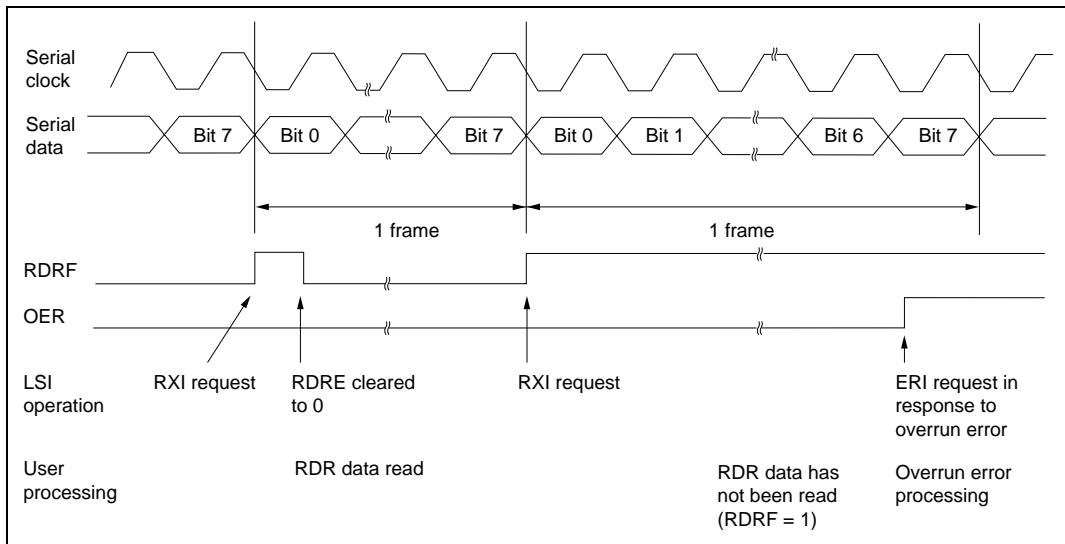 Serial
clock
Serial
data
Bit 7 Bit 0 Bit 7 Bit 0 Bit 1 Bit 6 Bit 7
1 frame 1 frame
RDRF
OER
LSI
operation
RXI request
RDRE cleared
to 0
RXI request
ERI request in
response to
overrun error
User
processing
RDR data read
RDR data has
not been read
(RDRF = 1)
Overrun error
processing